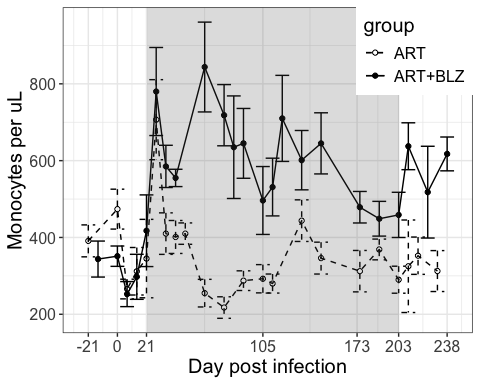 group
ART
ART+BLZ
Monocytes per uL
800
600
400
200
-21 0 21 105 173 203 238
Day post infection